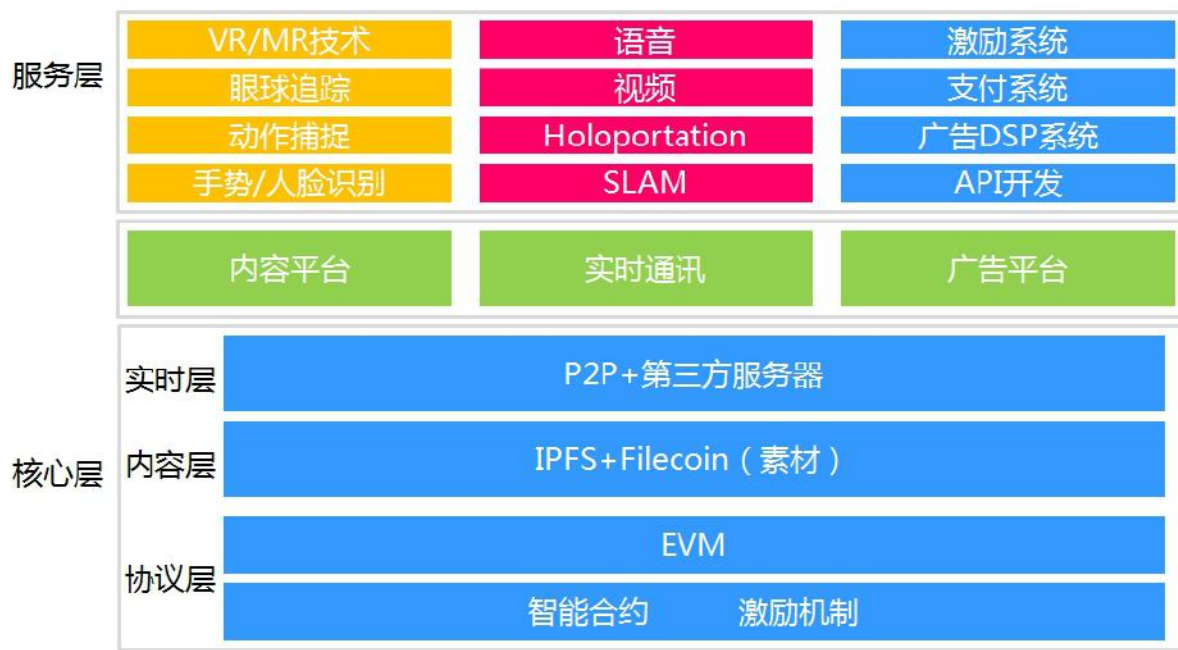 服务层
VR/MR技术 语音 激励系统
眼球追踪 视频 支付系统
动作捕捉 Holoportation 广告DSP系统
手势/人脸识别 SLAM API开发
内容平台 实时通讯 广告平台
核心层
实时层 P2P+第三方服务器
内容层 IPFS+Filecoin（素材）
协议层 EVM
智能合约 激励机制